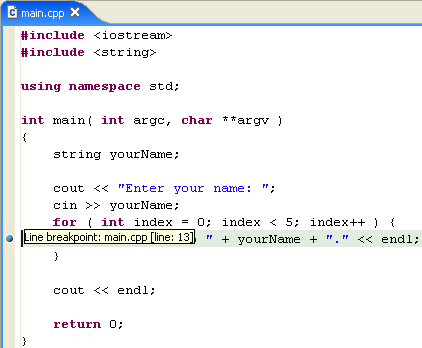 main.cpp
#include <iostream>
#include <string>
using namespace std;
int main( int argc, char **argv )
{
string yourName;
cout << "Enter your name: ";
cin >> yourName;
for ( int index = 0; index < 5; index++ ) {
Line breakpoint: main.cpp [line: 13] " + yourName + "." << endl;
}
cout << endl;
return 0;
}